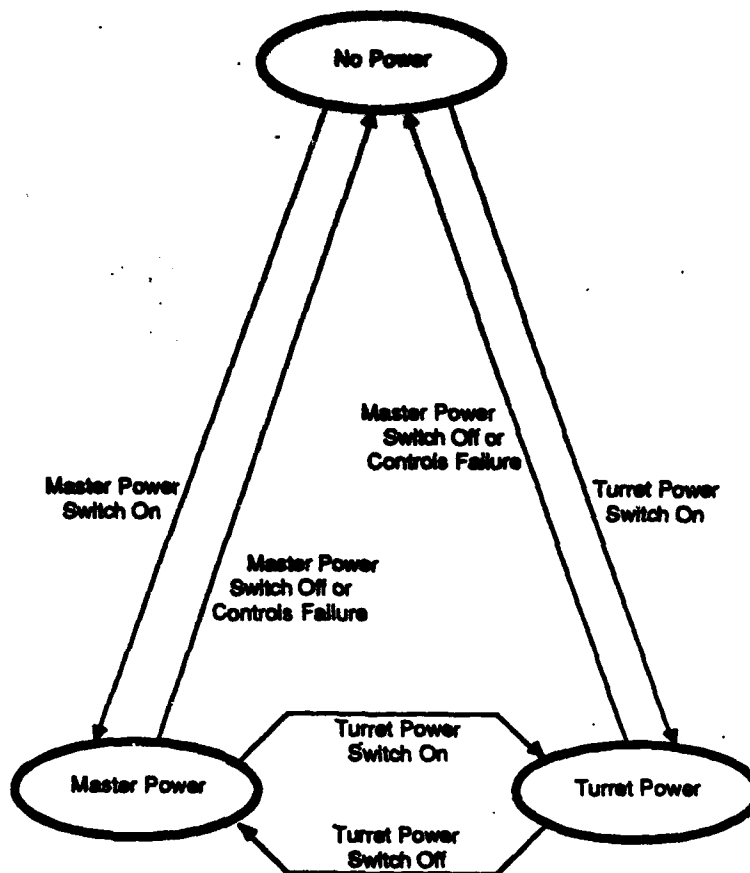 No Power
Master Power
Switch Off or
Controls Failure
Master Power
Switch On
Turret Power
Switch On
Master Power
Switch Off or
Controls Failure
Turret Power
Switch On
Master Power
Turret Power
Turret Power
Switch Off